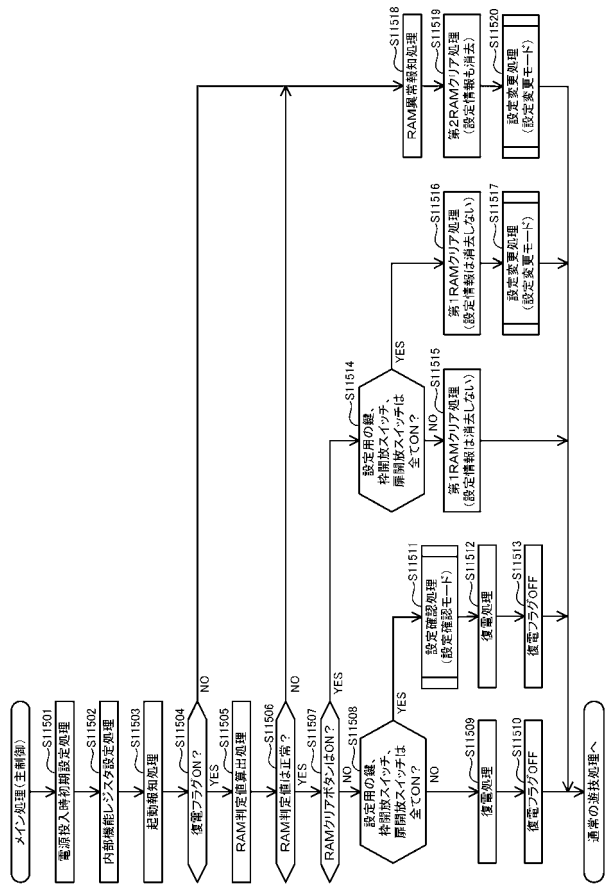 メイン処理(主制御)
S11501
電源投入時初期設定処理
S11502
内部機能レジスタ設定処理
S11503
起動報知処理
S11504
復電フラグON?
NO
YES
S11505
RAM判定値算出処理
S11506
RAM判定値は正常?
NO
YES
S11507
RAMクリアボタンはON?
YES
NO
S11508
設定用の鍵、
枠開放スイッチ、
扉開放スイッチは
全てON?
YES
NO
S11509
復電処理
S11510
復電フラグOFF
S11511
設定確認処理
(設定確認モード)
S11512
復電処理
S11513
復電フラグOFF
S11514
設定用の鍵、
枠開放スイッチ、
扉開放スイッチは
全てON?
YES
NO
S11515
第1RAMクリア処理
(設定情報は消去しない)
S11516
第1RAMクリア処理
(設定情報は消去しない)
S11517
設定変更処理
(設定変更モード)
S11518
RAM異常報知処理
S11519
第2RAMクリア処理
(設定情報も消去)
S11520
設定変更処理
(設定変更モード)
通常の遊技処理へ